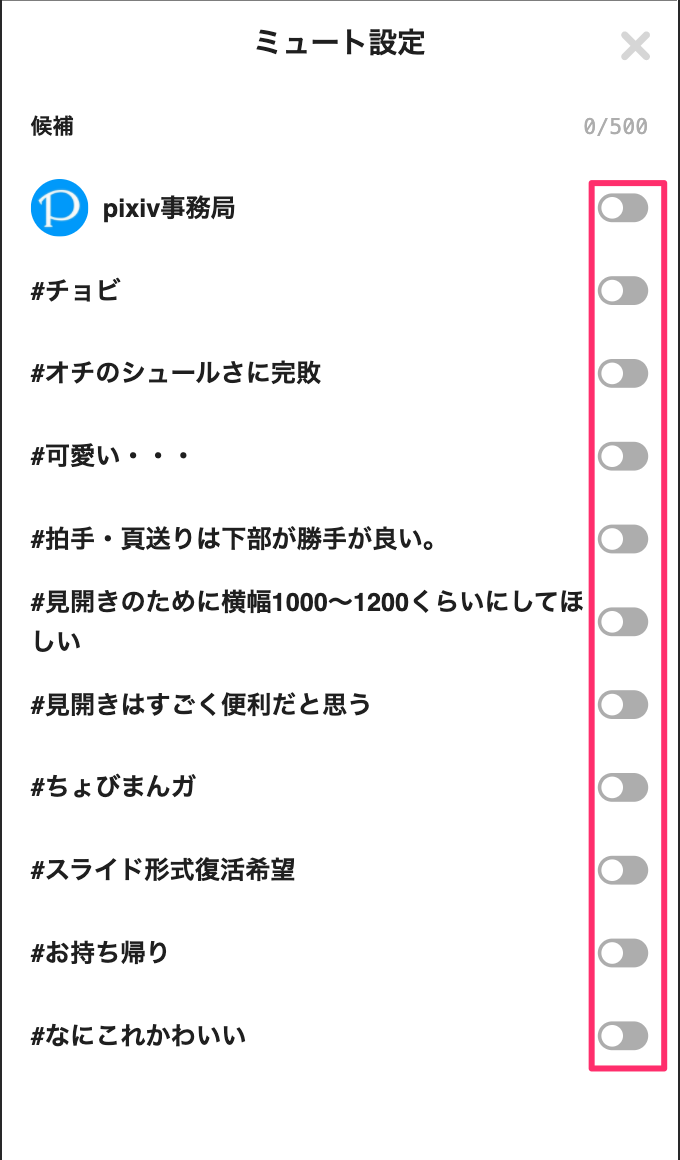 ミュート設定
候補 0/500
pixiv事務局
#チョビ
#オチのシュールさに完敗
#可愛い・・・
#拍手・頁送りは下部が勝手が良い。
#見開きのために横幅1000〜1200くらいにしてほ
しい
#見開きはすごく便利だと思う
#ちょびまんガ
#スライド形式復活希望
#お持ち帰り
#なにこれかわいい